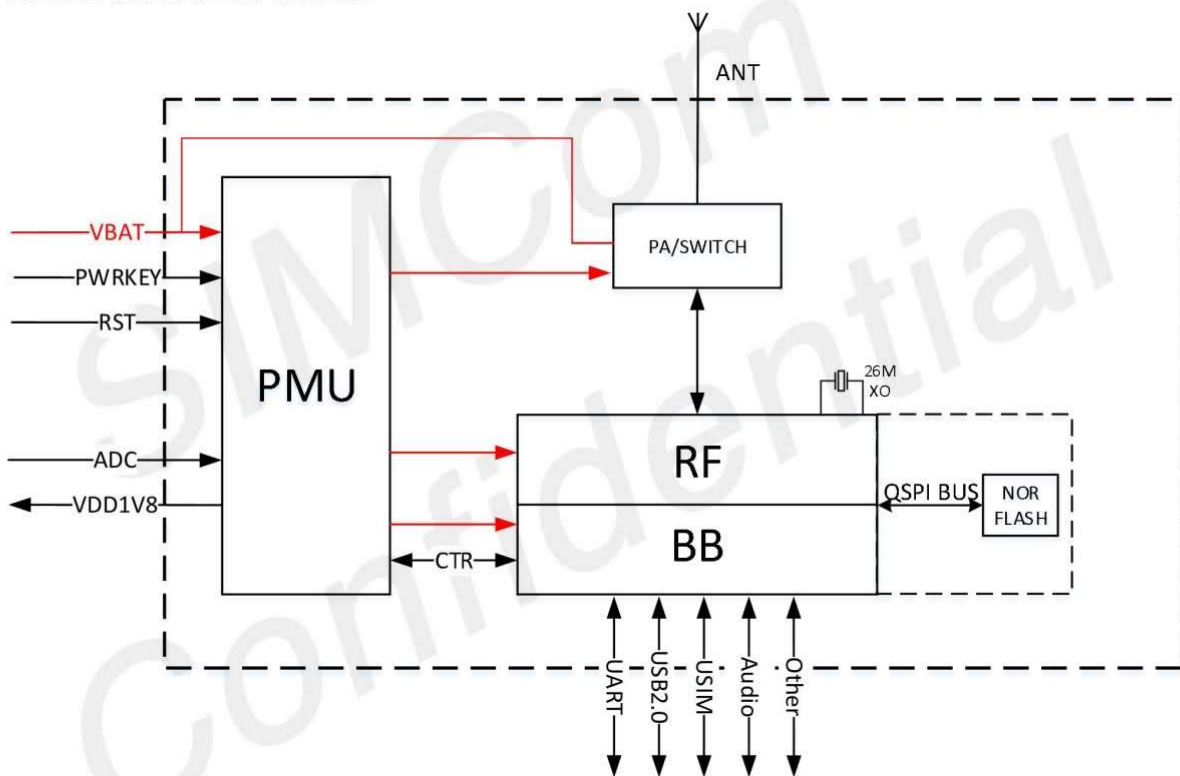 ANT
VBAT
PA/SWITCH
PWRKEY
RST
PMU
26M
XO
RF
ADC
QSPI BUS
NOR
FLASH
VDD1V8
BB
CTR
UART
USB2.0
USIM
Audio
Other
SIMCom
Confidential